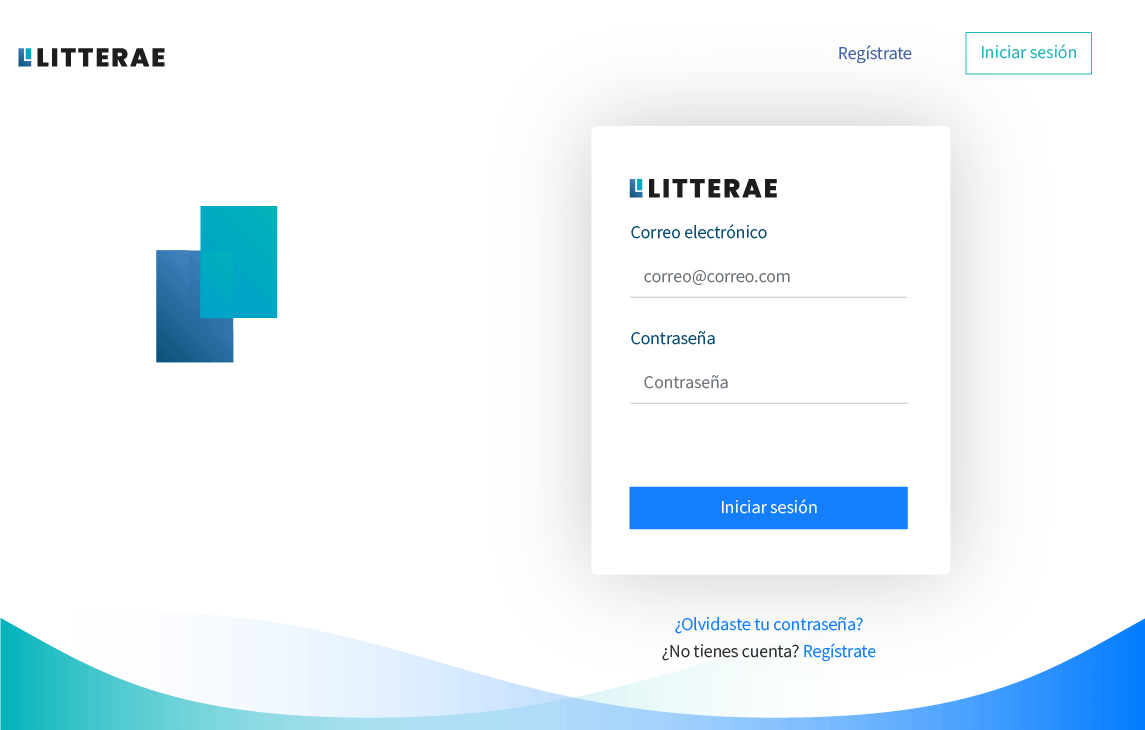 LITTERAE
Regístrate
Iniciar sesión
LITTERAE
Correo electrónico
correo@correo.com
Contraseña
Contraseña
Iniciar sesión
¿Olvidaste tu contraseña?
¿No tienes cuenta? Regístrate